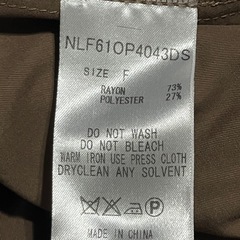 NLF61OP4043DS
SIZE F
RAYON 73%
POLYESTER 27%
DO NOT WASH
DO NOT BLEACH
WARM IRON USE PRESS CLOTH
DRYCLEAN ANY SOLVENT
MADE IN CHINA